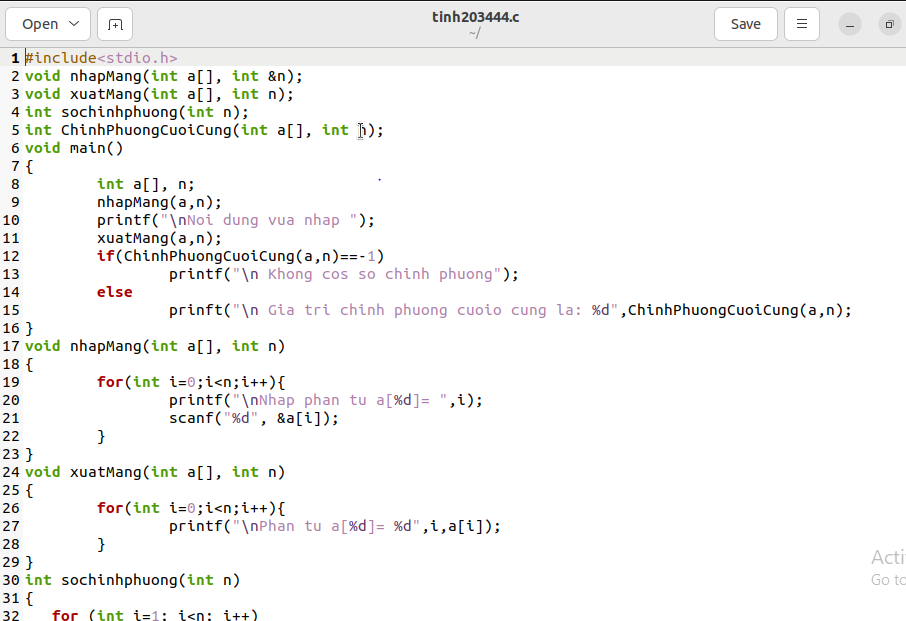 Open
tinh203444.c
~/
Save
1 #include<stdio.h>
2 void nhapMang(int a[], int &n);
3 void xuatMang(int a[], int n);
4 int sochinhphuong(int n);
5 int ChinhPhuongCuoiCung(int a[], int n);
6 void main()
7 {
8 int a[], n;
9 nhapMang(a,n);
10 printf("\nNoi dung vua nhap ");
11 xuatMang(a,n);
12 if(ChinhPhuongCuoiCung(a,n)==-1)
13 printf("\n Khong cos so chinh phuong");
14 else
15 prinft("\n Gia tri chinh phuong cuoio cung la: %d",ChinhPhuongCuoiCung(a,n);
16 }
17 void nhapMang(int a[], int n)
18 {
19 for(int i=0;i<n;i++){
20 printf("\nNhap phan tu a[%d]= ",i);
21 scanf("%d", &a[i]);
22 }
23 }
24 void xuatMang(int a[], int n)
25 {
26 for(int i=0;i<n;i++){
27 printf("\nPhan tu a[%d]= %d",i,a[i]);
28 }
29 }
30 int sochinhphuong(int n)
31 {
32 for (int i=1; i<n; i++)
Acti
Go to